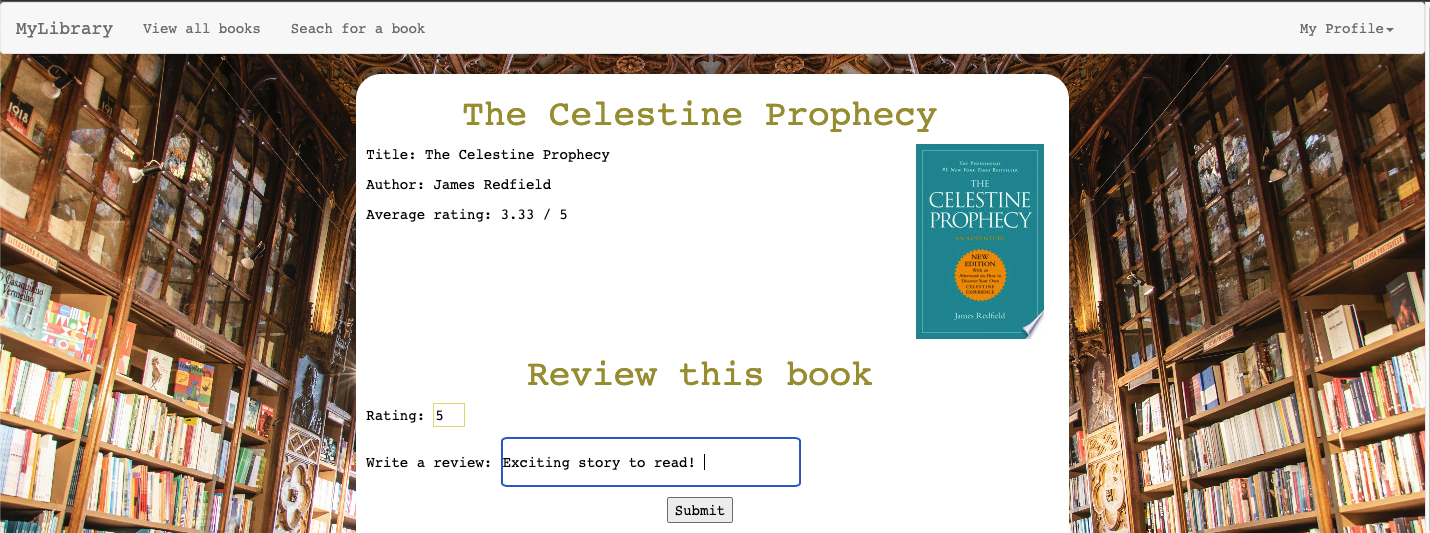 MyLibrary View all books Seach for a book My Profile
The Celestine Prophecy
Title: The Celestine Prophecy
Author: James Redfield
Average rating: 3.33 / 5
THE PHENOMENAL
#1 NEW YORK TIMES BESTSELLER
THE
CELESTINE
PROPHECY
AN ADVENTURE
NEW
EDITION
With an
Afterword on How to
Discover Your Own
CELESTINE
EXPERIENCE
James Redfield
Review this book
Rating: 5
Write a review: Exciting story to read!
Submit
1918